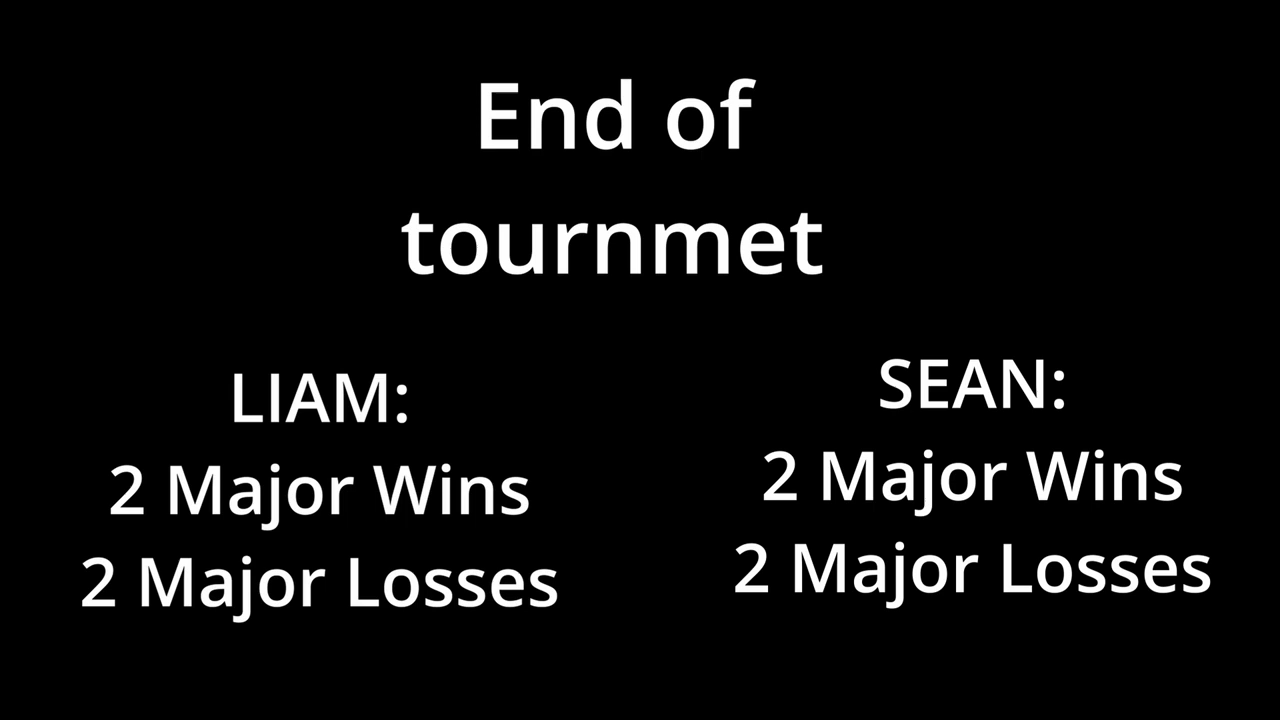 End of
tournmet
LIAM:
2 Major Wins
2 Major Losses
SEAN:
2 Major Wins
2 Major Losses